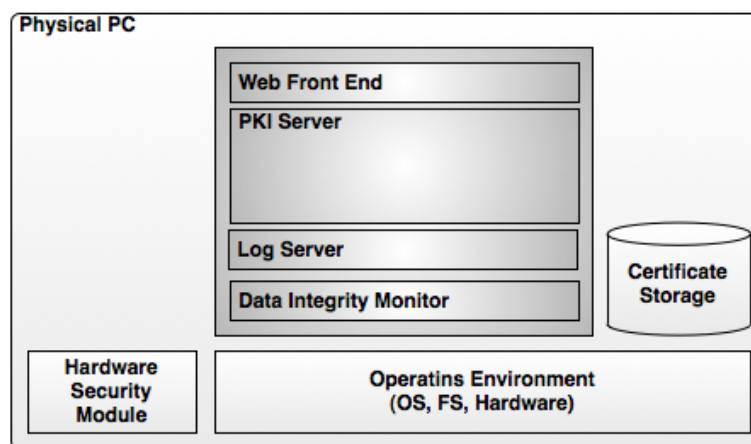 Physical PC
Web Front End
PKI Server
Log Server
Data Integrity Monitor
Certificate
Storage
Hardware
Security
Module
Operatins Environment
(OS, FS, Hardware)